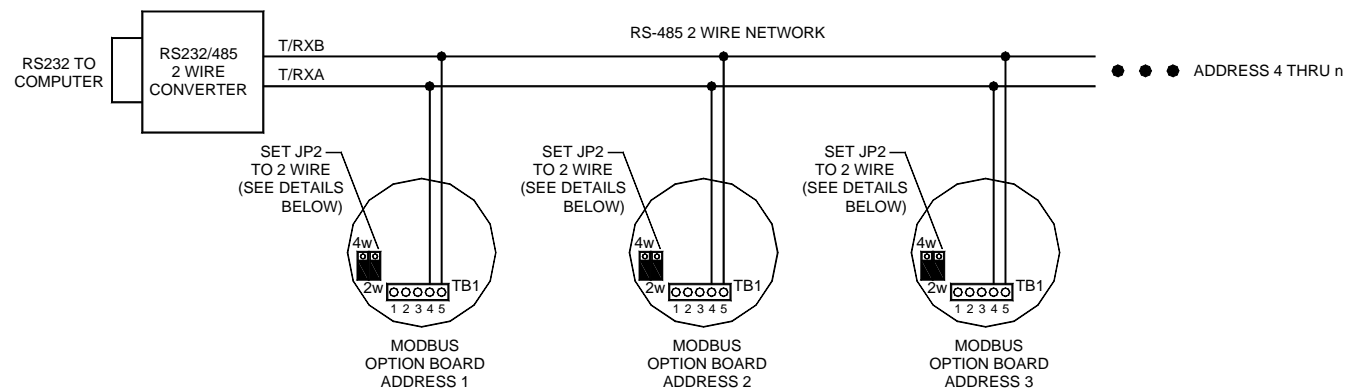 RS-485 2 WIRE NETWORK
RS232 TO
COMPUTER
RS232/485
2 WIRE
CONVERTER
T/RXB
T/RXA
ADDRESS 4 THRU n
SET JP2
TO 2 WIRE
(SEE DETAILS
BELOW)
4w
2w
TB1
1 2 3 4 5
MODBUS
OPTION BOARD
ADDRESS 1
SET JP2
TO 2 WIRE
(SEE DETAILS
BELOW)
4w
2w
TB1
1 2 3 4 5
MODBUS
OPTION BOARD
ADDRESS 2
SET JP2
TO 2 WIRE
(SEE DETAILS
BELOW)
4w
2w
TB1
1 2 3 4 5
MODBUS
OPTION BOARD
ADDRESS 3